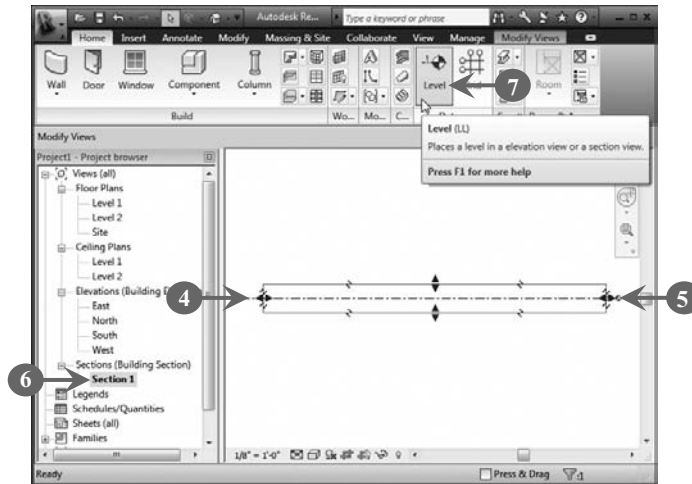 Autodesk Re...
Type a keyword or phrase
Home Insert Annotate Modify Massing & Site Collaborate View Manage Modify Views
Wall Door Window Component Column Level Room
7
Build Wo... Mo... C...
Level (LL)
Places a level in a elevation view or a section view.
Press F1 for more help
Modify Views
Project1 - Project browser
Views (all)
Floor Plans
Level 1
Level 2
Site
Ceiling Plans
Level 1
Level 2
Elevations (Building
East
North
South
West
4
5
Sections (Building Section)
6
Section 1
Legends
Schedules/Quantities
Sheets (all)
Families
1/8" = 1'-0"
Ready
Press & Drag
:1